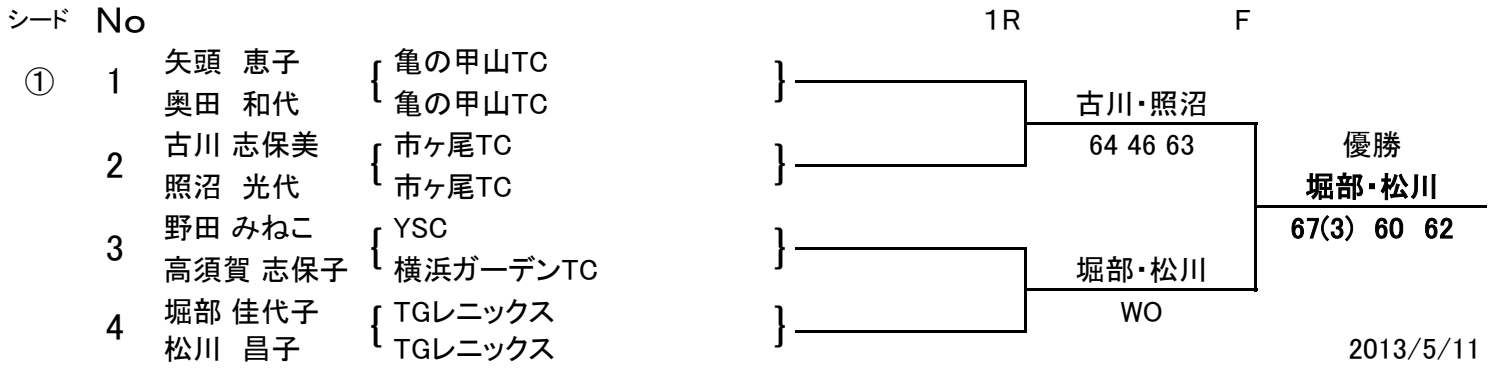 シード No 1R F
① 1 矢頭 恵子 { 亀の甲山TC }
奥田 和代 亀の甲山TC
古川・照沼
2 古川 志保美 { 市ヶ尾TC } 64 46 63
照沼 光代 市ヶ尾TC
優勝
堀部・松川
67(3) 60 62
3 野田 みねこ { YSC }
高須賀 志保子 横浜ガーデンTC
堀部・松川
4 堀部 佳代子 { TGレニックス } WO
松川 昌子 TGレニックス
2013/5/11